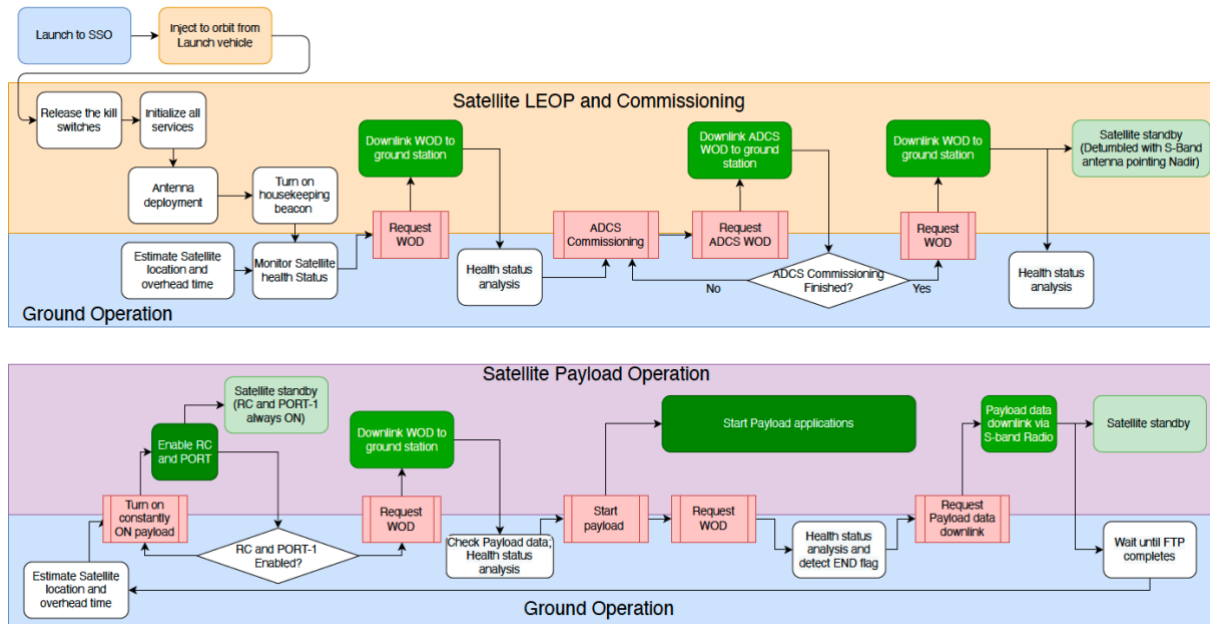 Launch to SSO
Inject to orbit from
Launch vehicle
Satellite LEOP and Commissioning
Release the kill
switches
Initialize all
services
Downlink WOD to
ground station
Downlink ADCS
WOD to ground
station
Downlink WOD to
ground station
Satellite standby
(Detumbled with S-Band
antenna pointing Nadir)
Antenna
deployment
Turn on
housekeeping
beacon
Request
WOD
ADCS
Commissioning
Request
ADCS WOD
Request
WOD
Estimate Satellite
location and
overhead time
Monitor Satellite
health Status
Health status
analysis
ADCS Commissioning
Finished?
No
Yes
Health status
analysis
Ground Operation
Satellite Payload Operation
Satellite standby
(RC and PORT-1
always ON)
Enable RC
and PORT
Downlink WOD to
ground station
Start Payload applications
Payload data
downlink via
S-band Radio
Satellite standby
Turn on
constantly
ON payload
Request
WOD
Start
payload
Request
WOD
Request
Payload data
downlink
RC and PORT-1
Enabled?
Check Payload data;
Health status
analysis
Health status
analysis and
detect END flag
Wait until FTP
completes
Estimate Satellite
location and
overhead time
Ground Operation